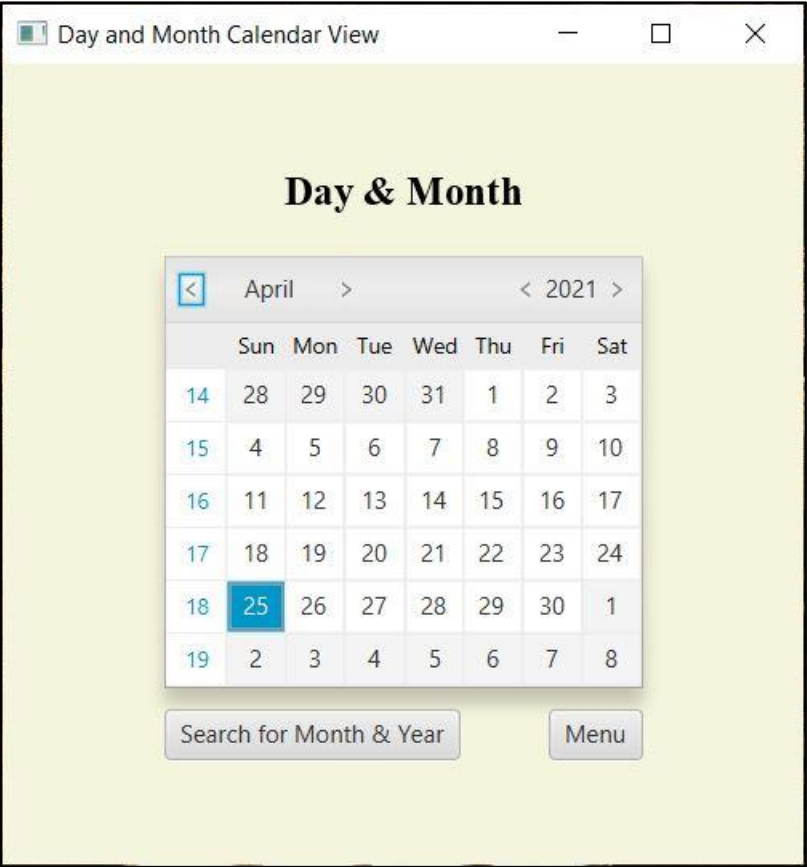 Day and Month Calendar View
Day & Month
< April > < 2021 >
Sun Mon Tue Wed Thu Fri Sat
14 28 29 30 31 1 2 3
15 4 5 6 7 8 9 10
16 11 12 13 14 15 16 17
17 18 19 20 21 22 23 24
18 25 26 27 28 29 30 1
19 2 3 4 5 6 7 8
Search for Month & Year Menu